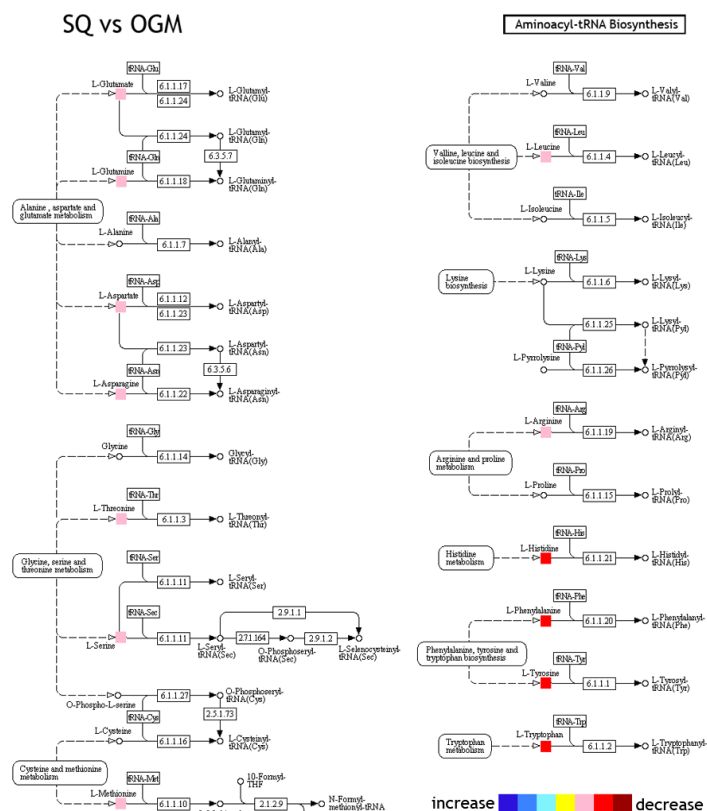 SQ vs OGM
Aminoacyl-tRNA Biosynthesis
tRNA-Glu
L-Glutamate
6.1.1.17
6.1.1.24
L-Glutamyl-
tRNA(Glu)
6.1.1.24
L-Glutamyl-
tRNA(Gln)
tRNA-Gln
6.3.5.7
L-Glutamine
6.1.1.18
L-Glutaminyl-
tRNA(Gln)
Alanine , aspartate and
glutamate metabolism
tRNA-Ala
L-Alanine
6.1.1.7
L-Alanyl-
tRNA(Ala)
tRNA-Asp
L-Aspartate
6.1.1.12
6.1.1.23
L-Aspartyl-
tRNA(Asp)
6.1.1.23
L-Aspartyl-
tRNA(Asn)
tRNA-Asn
6.3.5.6
L-Asparagine
6.1.1.22
L-Asparaginyl-
tRNA(Asn)
tRNA-Gly
Glycine
6.1.1.14
Glycyl-
tRNA(Gly)
tRNA-Thr
L-Threonine
6.1.1.3
L-Threonyl-
tRNA(Thr)
Glycine, serine and
threonine metabolism
tRNA-Ser
6.1.1.11
L-Seryl-
tRNA(Ser)
tRNA-Sec
L-Serine
6.1.1.11
L-Seryl-
tRNA(Sec)
2.9.1.1
2.7.1.164
O-Phosphoseryl-
tRNA(Sec)
2.9.1.2
L-Selenocysteinyl-
tRNA(Sec)
O-Phospho-L-serine
6.1.1.27
O-Phosphoseryl-
tRNA(Cys)
tRNA-Cys
2.5.1.73
L-Cysteine
6.1.1.16
L-Cysteinyl-
tRNA(Cys)
Cysteine and methionine
metabolism
tRNA-Met
L-Methionine
6.1.1.10
10-Formyl-
THF
2.1.2.9
N-Formyl-
methionyl-tRNA
tRNA-Val
L-Valine
6.1.1.9
L-Valyl-
tRNA(Val)
tRNA-Leu
Valline, leucine and
isoleucine biosynthesis
L-Leucine
6.1.1.4
L-Leucyl-
tRNA(Leu)
tRNA-Ile
L-Isoleucine
6.1.1.5
L-Isoleucyl-
tRNA(Ile)
tRNA-Lys
Lysine
biosynthesis
L-Lysine
6.1.1.6
L-Lysyl-
tRNA(Lys)
6.1.1.25
L-Lysyl-
tRNA(Pyl)
tRNA-Pyl
L-Pyrrolysine
6.1.1.26
L-Pyrrolysyl-
tRNA(Pyl)
tRNA-Arg
L-Arginine
6.1.1.19
L-Arginyl-
tRNA(Arg)
Arginine and proline
metabolism
tRNA-Pro
L-Proline
6.1.1.15
L-Prolyl-
tRNA(Pro)
tRNA-His
Histidine
metabolism
L-Histidine
6.1.1.21
L-Histidyl-
tRNA(His)
tRNA-Phe
L-Phenylalanine
6.1.1.20
L-Phenylalanyl-
tRNA(Phe)
Phenylalanine, tyrosine and
tryptophan biosynthesis
tRNA-Tyr
L-Tyrosine
6.1.1.1
L-Tyrosyl-
tRNA(Tyr)
tRNA-Trp
Tryptophan
metabolism
L-Tryptophan
6.1.1.2
L-Tryptophanyl-
tRNA(Trp)
increase
decrease